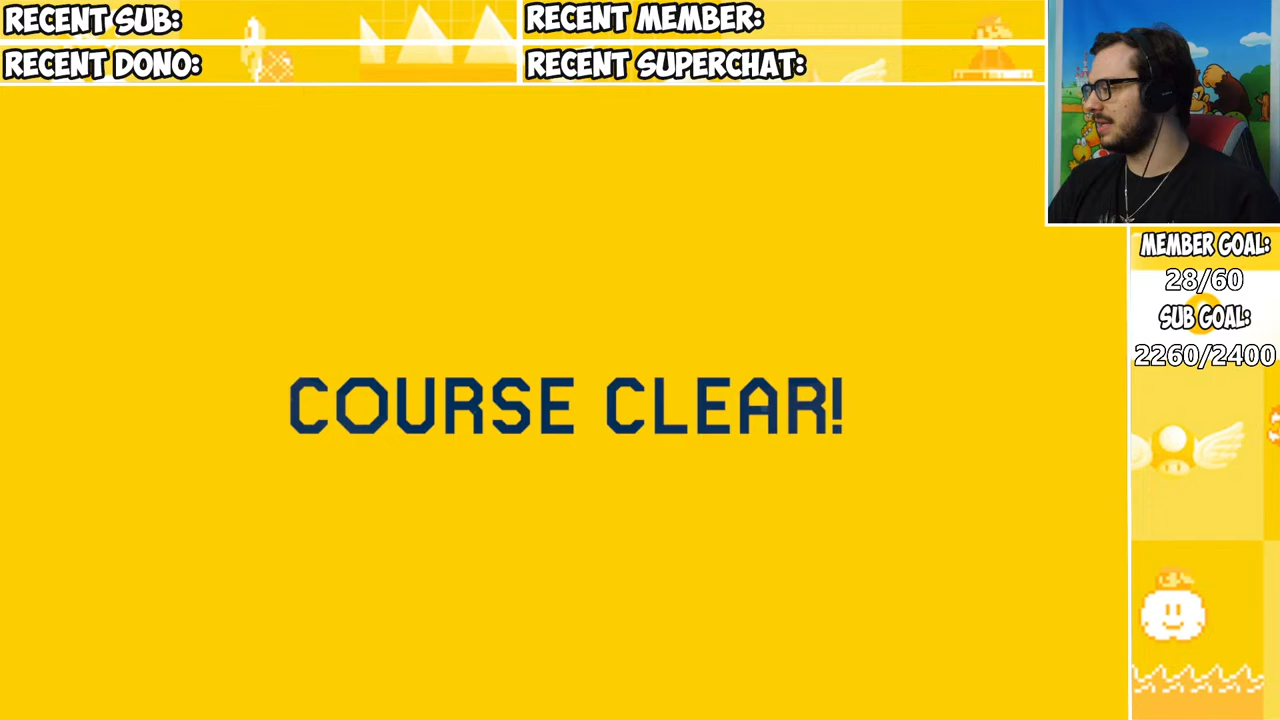 RECENT SUB:
RECENT MEMBER:
RECENT DONO:
RECENT SUPERCHAT:
MEMBER GOAL:
28/60
SUB GOAL:
2260/2400
COURSE CLEAR!